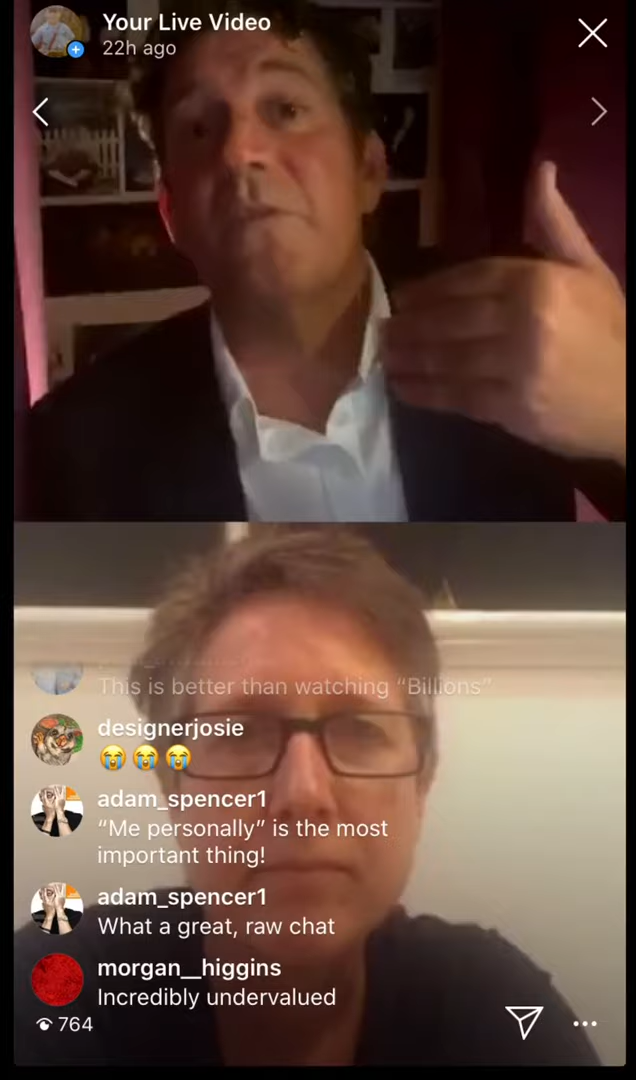 Your Live Video
22h ago
This is better than watching “Billions”
designerjosie
😭😭😭
adam_spencer1
“Me personally” is the most
important thing!
adam_spencer1
What a great, raw chat
morgan__higgins
Incredibly undervalued
764